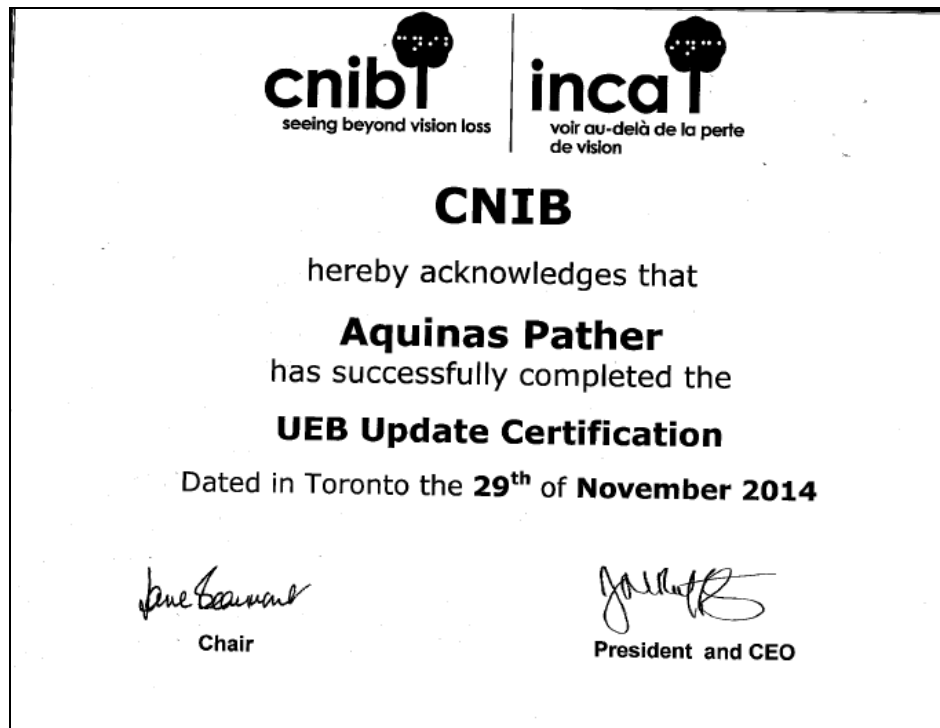 cnib
seeing beyond vision loss
inca
voir au-delà de la perte
de vision
CNIB
hereby acknowledges that
Aquinas Pather
has successfully completed the
UEB Update Certification
Dated in Toronto the 29th of November 2014
Jane Beaumont
Chair
President and CEO